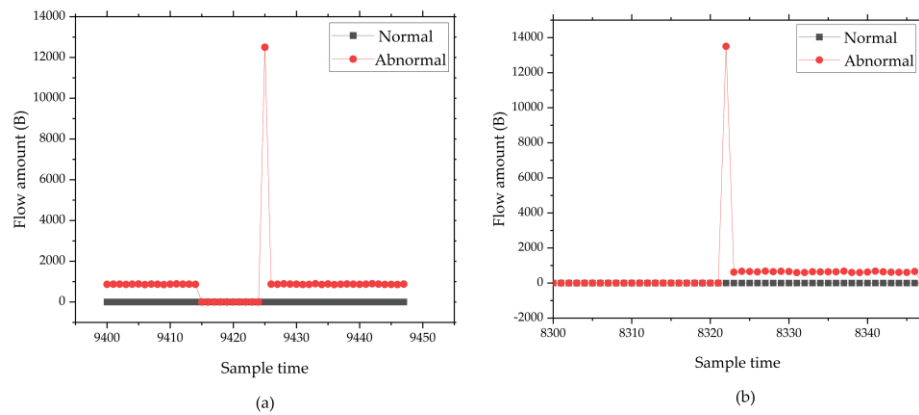 14000
12000
10000
8000
6000
4000
2000
0
Flow amount (B)
Normal
Abnormal
9400 9410 9420 9430 9440 9450
Sample time
(a)
14000
12000
10000
8000
6000
4000
2000
0
-2000
Flow amount (B)
Normal
Abnormal
8300 8310 8320 8330 8340
Sample time
(b)